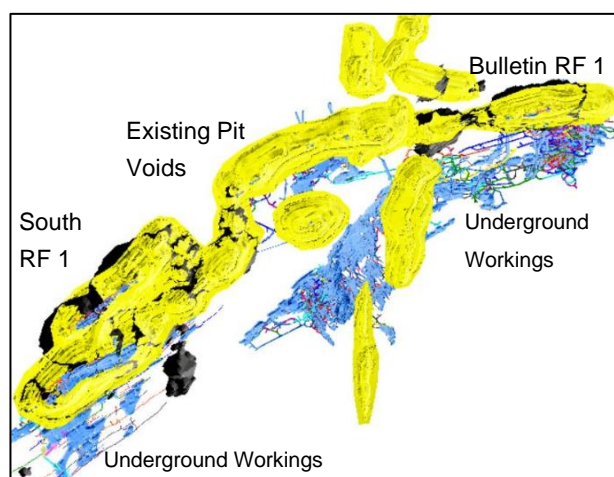 Bulletin RF 1
Existing Pit
Voids
South
RF 1
Underground
Workings
Underground Workings